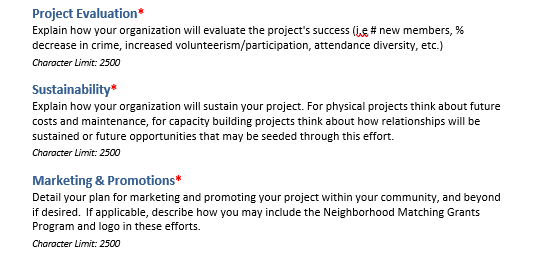 Project Evaluation*
Explain how your organization will evaluate the project's success (i.e # new members, %
decrease in crime, increased volunteerism/participation, attendance diversity, etc.)
Character Limit: 2500
Sustainability*
Explain how your organization will sustain your project. For physical projects think about future
costs and maintenance, for capacity building projects think about how relationships will be
sustained or future opportunities that may be seeded through this effort.
Character Limit: 2500
Marketing & Promotions*
Detail your plan for marketing and promoting your project within your community, and beyond
if desired. If applicable, describe how you may include the Neighborhood Matching Grants
Program and logo in these efforts.
Character Limit: 2500